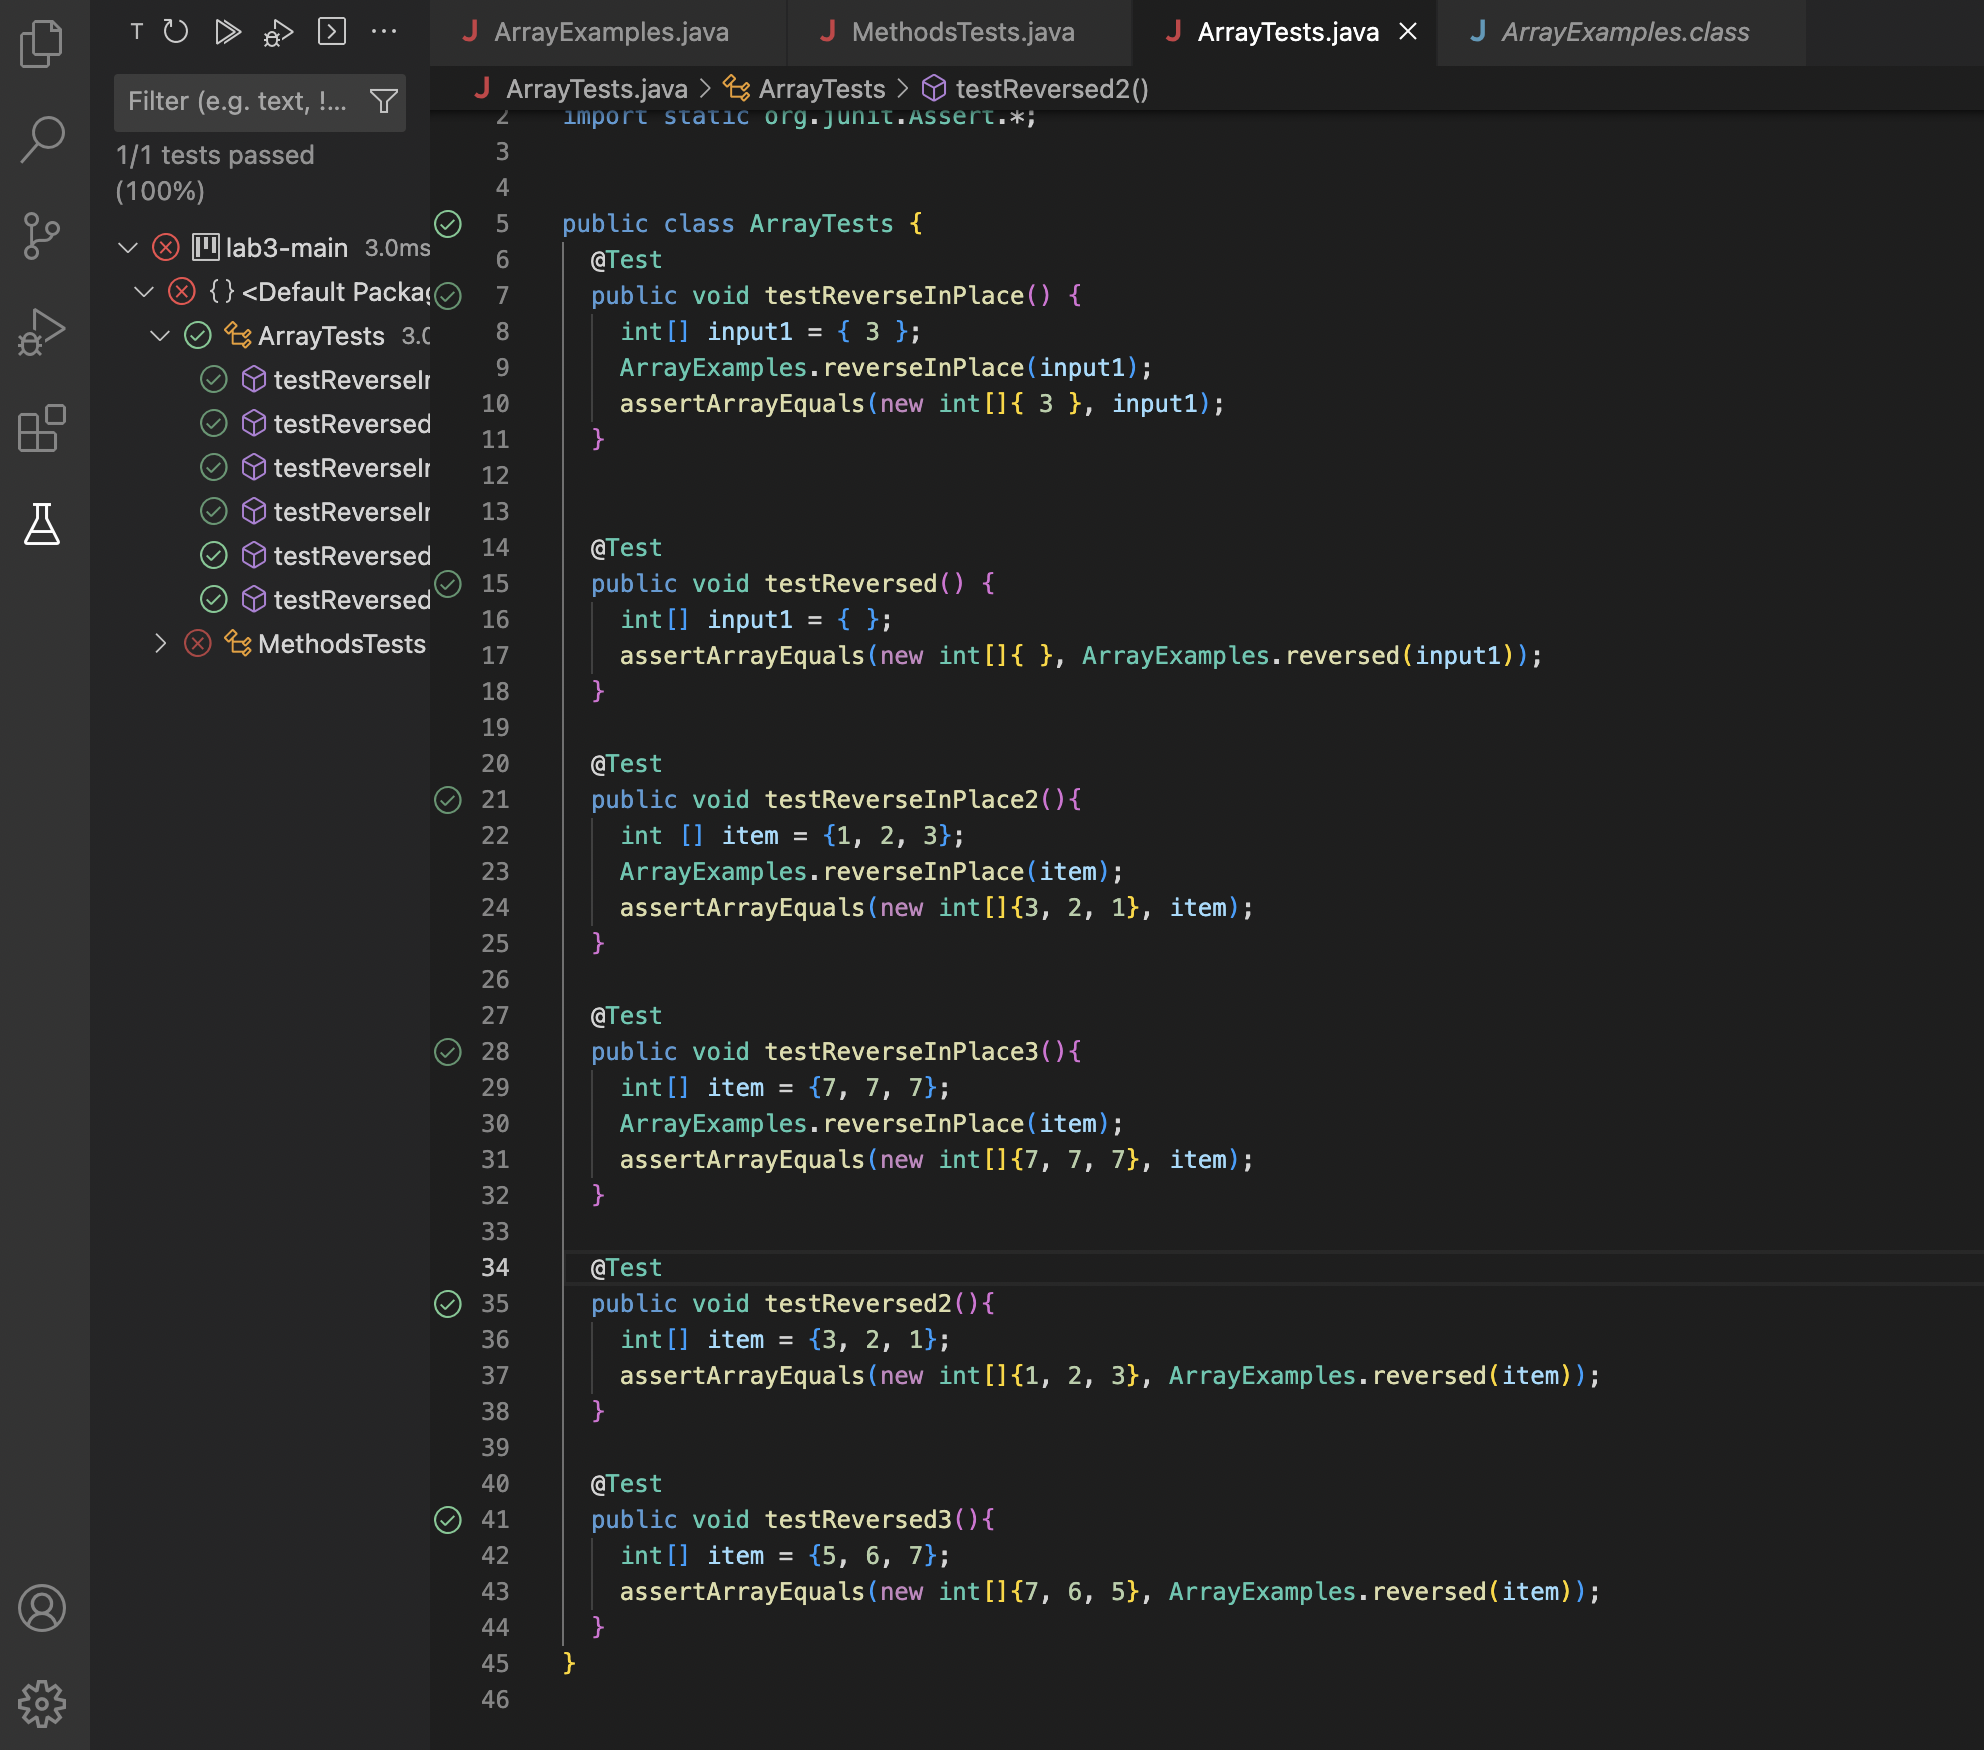 T
ArrayExamples.java
MethodsTests.java
ArrayTests.java
ArrayExamples.class
Filter (e.g. text, !...
ArrayTests.java > ArrayTests > testReversed2()
1/1 tests passed
(100%)
lab3-main 3.0ms
{} <Default Packag
ArrayTests 3.0
testReverseIn
testReversed
testReverseIn
testReverseIn
testReversed
testReversed
MethodsTests
2 import static org.junit.Assert.*;
3
4
5 public class ArrayTests {
6 @Test
7 public void testReverseInPlace() {
8 int[] input1 = { 3 };
9 ArrayExamples.reverseInPlace(input1);
10 assertArrayEquals(new int[]{ 3 }, input1);
11 }
12
13
14 @Test
15 public void testReversed() {
16 int[] input1 = { };
17 assertArrayEquals(new int[]{ }, ArrayExamples.reversed(input1));
18 }
19
20 @Test
21 public void testReverseInPlace2(){
22 int [] item = {1, 2, 3};
23 ArrayExamples.reverseInPlace(item);
24 assertArrayEquals(new int[]{3, 2, 1}, item);
25 }
26
27 @Test
28 public void testReverseInPlace3(){
29 int[] item = {7, 7, 7};
30 ArrayExamples.reverseInPlace(item);
31 assertArrayEquals(new int[]{7, 7, 7}, item);
32 }
33
34 @Test
35 public void testReversed2(){
36 int[] item = {3, 2, 1};
37 assertArrayEquals(new int[]{1, 2, 3}, ArrayExamples.reversed(item));
38 }
39
40 @Test
41 public void testReversed3(){
42 int[] item = {5, 6, 7};
43 assertArrayEquals(new int[]{7, 6, 5}, ArrayExamples.reversed(item));
44 }
45 }
46